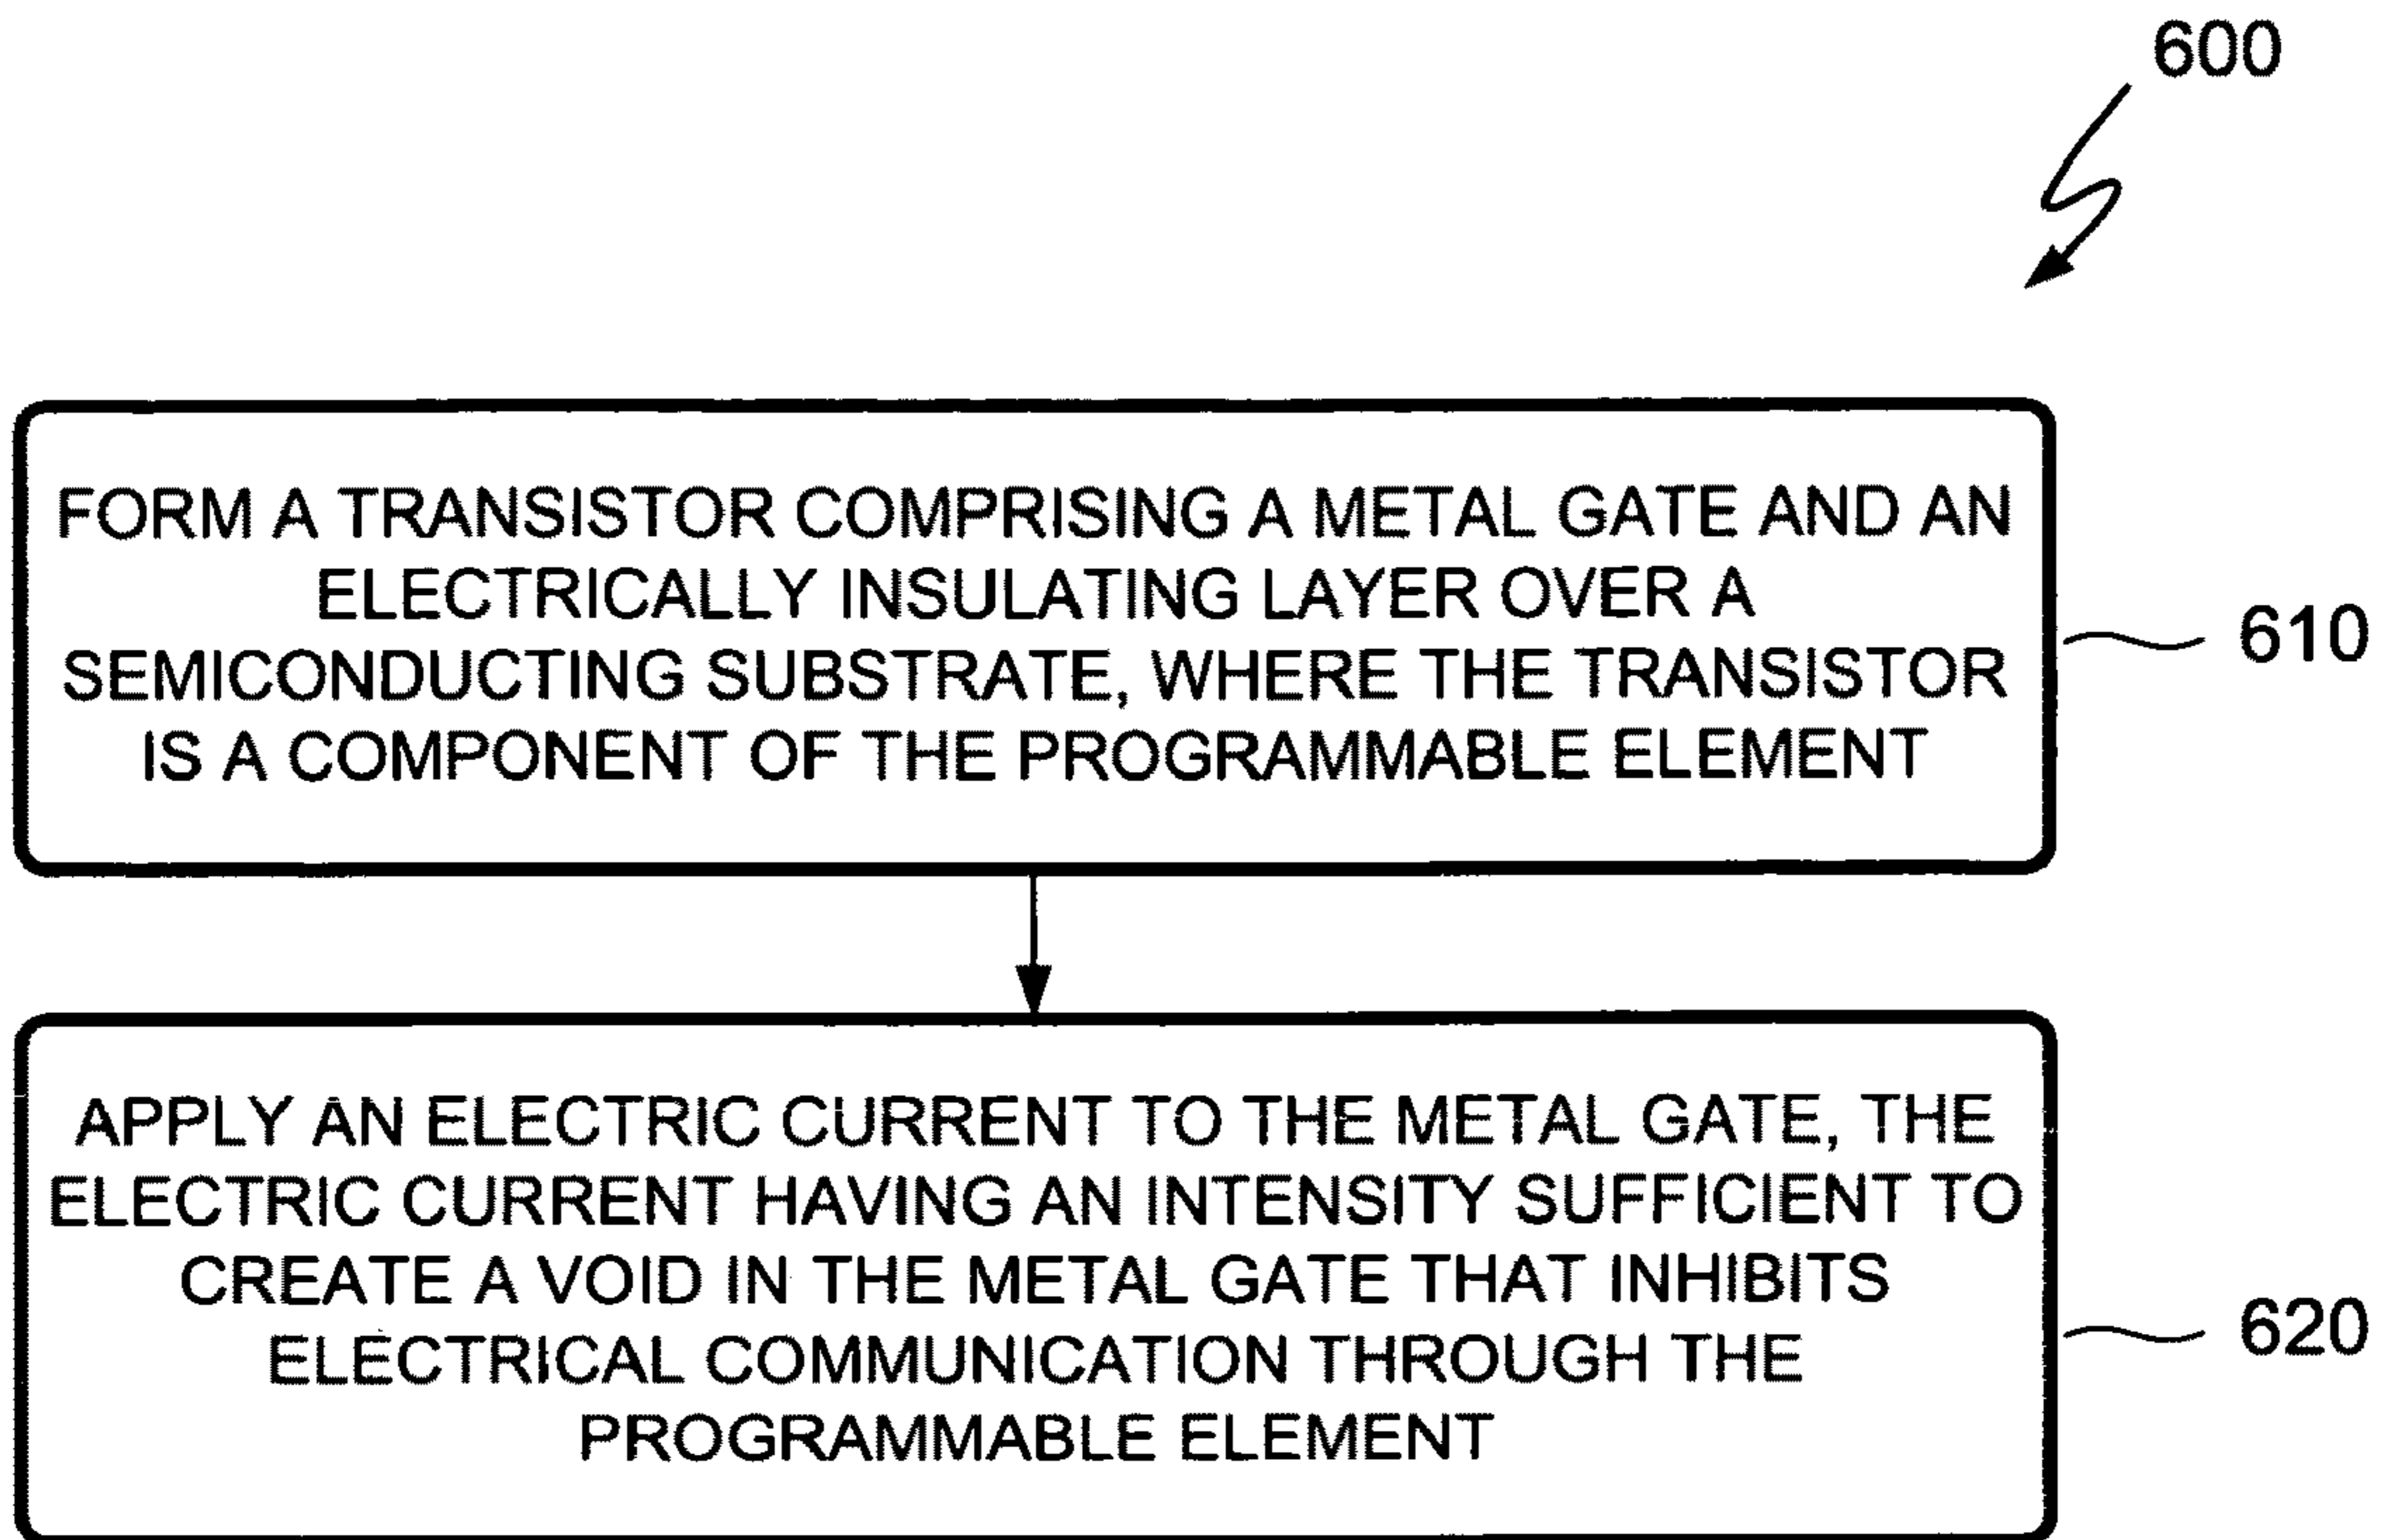 600
FORM A TRANSISTOR COMPRISING A METAL GATE AND AN
ELECTRICALLY INSULATING LAYER OVER A
SEMICONDUCTING SUBSTRATE, WHERE THE TRANSISTOR
IS A COMPONENT OF THE PROGRAMMABLE ELEMENT
610
APPLY AN ELECTRIC CURRENT TO THE METAL GATE, THE
ELECTRIC CURRENT HAVING AN INTENSITY SUFFICIENT TO
CREATE A VOID IN THE METAL GATE THAT INHIBITS
ELECTRICAL COMMUNICATION THROUGH THE
PROGRAMMABLE ELEMENT
620